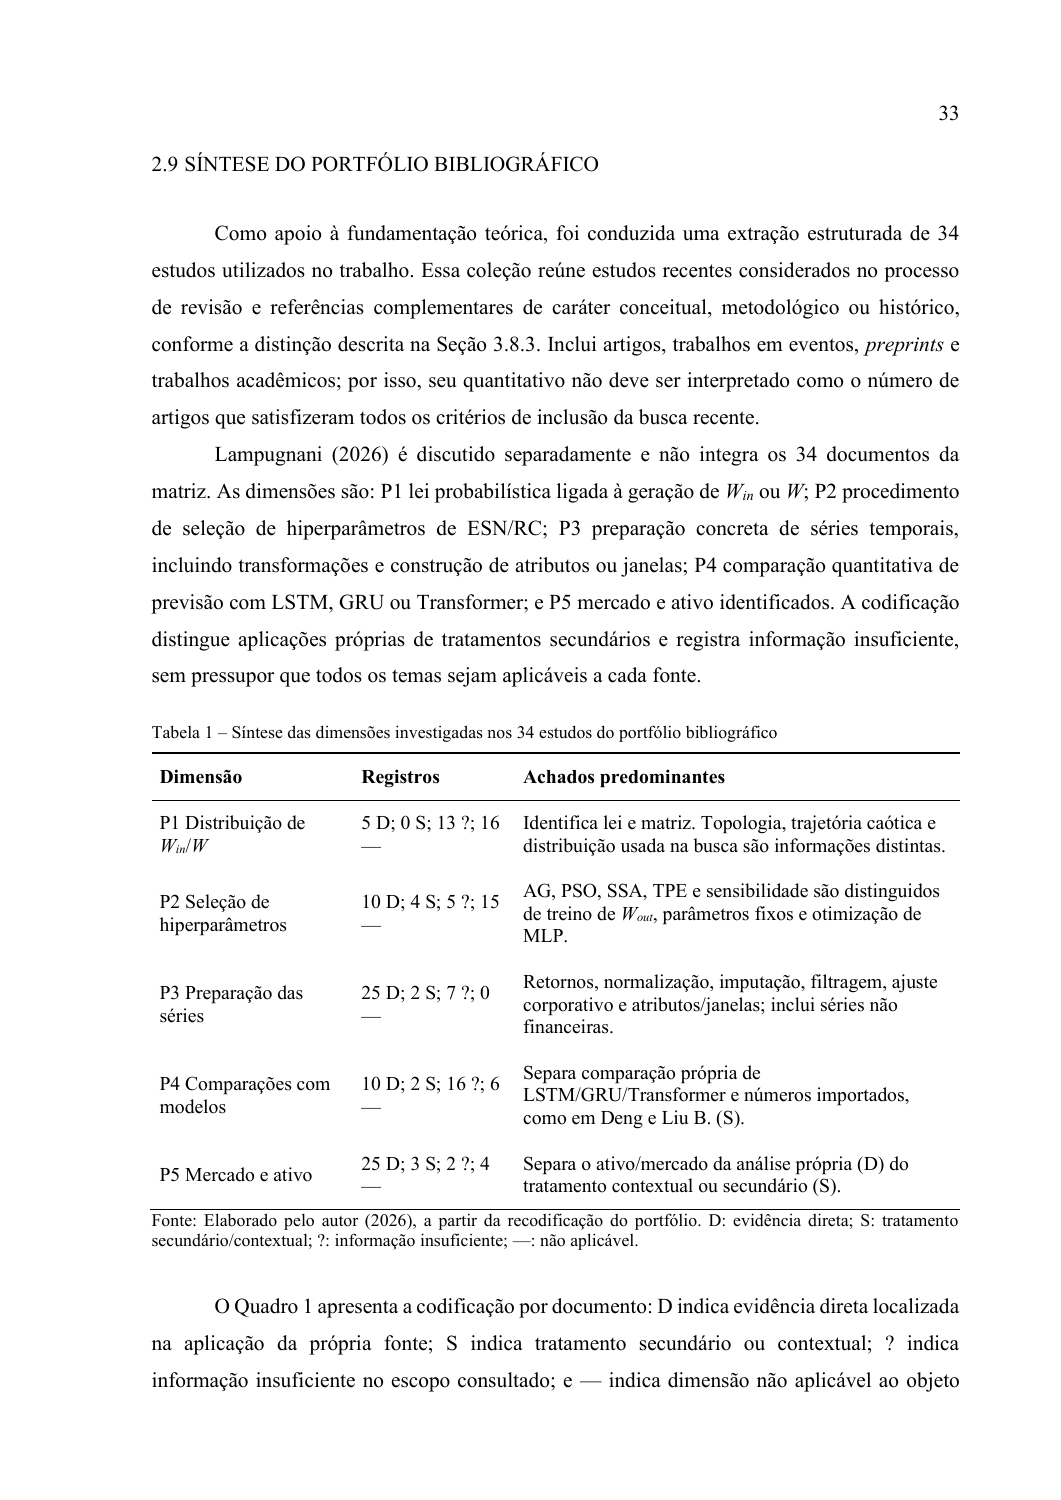 33
2.9 SÍNTESE DO PORTFÓLIO BIBLIOGRÁFICO
Como apoio à fundamentação teórica, foi conduzida uma extração estruturada de 34
estudos utilizados no trabalho. Essa coleção reúne estudos recentes considerados no processo
de revisão e referências complementares de caráter conceitual, metodológico ou histórico,
conforme a distinção descrita na Seção 3.8.3. Inclui artigos, trabalhos em eventos, preprints e
trabalhos acadêmicos; por isso, seu quantitativo não deve ser interpretado como o número de
artigos que satisfizeram todos os critérios de inclusão da busca recente.
Lampugnani (2026) é discutido separadamente e não integra os 34 documentos da
matriz. As dimensões são: P1 lei probabilística ligada à geração de Win ou W; P2 procedimento
de seleção de hiperparâmetros de ESN/RC; P3 preparação concreta de séries temporais,
incluindo transformações e construção de atributos ou janelas; P4 comparação quantitativa de
previsão com LSTM, GRU ou Transformer; e P5 mercado e ativo identificados. A codificação
distingue aplicações próprias de tratamentos secundários e registra informação insuficiente,
sem pressupor que todos os temas sejam aplicáveis a cada fonte.
Tabela 1 – Síntese das dimensões investigadas nos 34 estudos do portfólio bibliográfico
Dimensão Registros Achados predominantes
P1 Distribuição de 5 D; 0 S; 13 ?; 16 Identifica lei e matriz. Topologia, trajetória caótica e
Win/W — distribuição usada na busca são informações distintas.
AG, PSO, SSA, TPE e sensibilidade são distinguidos
P2 Seleção de 10 D; 4 S; 5 ?; 15 de treino de Wout, parâmetros fixos e otimização de
hiperparâmetros — MLP.
Retornos, normalização, imputação, filtragem, ajuste
P3 Preparação das 25 D; 2 S; 7 ?; 0 corporativo e atributos/janelas; inclui séries não
séries — financeiras.
Separa comparação própria de
P4 Comparações com 10 D; 2 S; 16 ?; 6 LSTM/GRU/Transformer e números importados,
modelos — como em Deng e Liu B. (S).
25 D; 3 S; 2 ?; 4 Separa o ativo/mercado da análise própria (D) do
P5 Mercado e ativo — tratamento contextual ou secundário (S).
Fonte: Elaborado pelo autor (2026), a partir da recodificação do portfólio. D: evidência direta; S: tratamento
secundário/contextual; ?: informação insuficiente; —: não aplicável.
O Quadro 1 apresenta a codificação por documento: D indica evidência direta localizada
na aplicação da própria fonte; S indica tratamento secundário ou contextual; ? indica
informação insuficiente no escopo consultado; e — indica dimensão não aplicável ao objeto